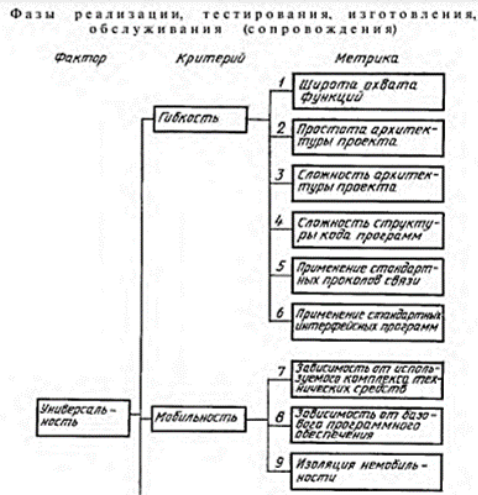 Фазы реализации, тестирования, изготовления,
обслуживания (сопровождения)
Фактор Критерий Метрика
1 Широта охвата
функций
Гибкость
2 Простота архитек-
туры проекта
3 Сложность архитек-
туры проекта
4 Сложность структу-
ры кода программ
5 Применение стандарт-
ных проколов связи
6 Применение стандартных
интерфейсных программ
7 Зависимость от исполь-
зуемого комплекса тех-
нических средств
Универсаль-
ность
Мобильность
8 Зависимость от базо-
вого программного
обеспечения
9 Изоляция немобиль-
ности